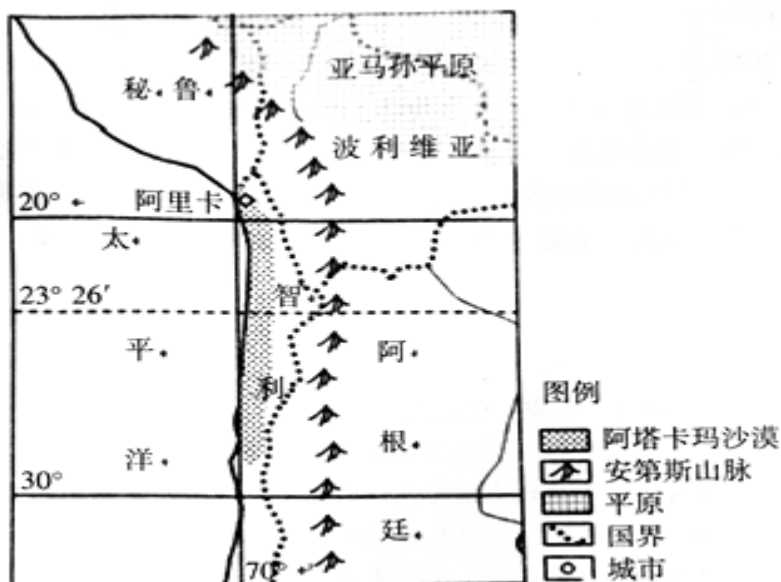 亚马孙平原
秘鲁
波利维亚
20°
阿里卡
太
智
23° 26′
平
阿
利
图例
阿塔卡玛沙漠
洋
根
安第斯山脉
30°
平原
廷
国界
70°
城市